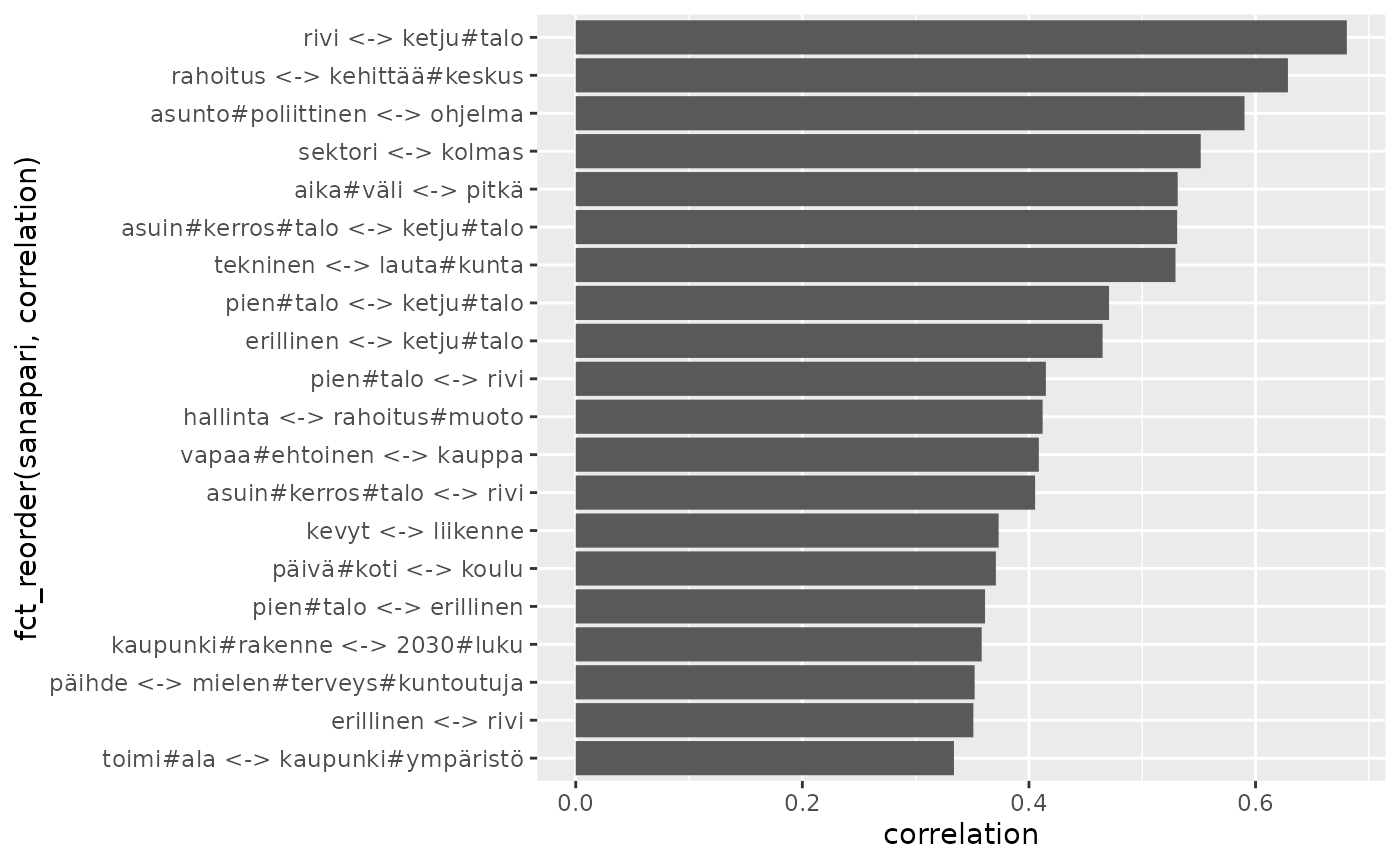 fct_reorder(sanapari, correlation)
rivi <-> ketju#talo
rahoitus <-> kehittää#keskus
asunto#poliittinen <-> ohjelma
sektori <-> kolmas
aika#väli <-> pitkä
asuin#kerros#talo <-> ketju#talo
tekninen <-> lauta#kunta
pien#talo <-> ketju#talo
erillinen <-> ketju#talo
pien#talo <-> rivi
hallinta <-> rahoitus#muoto
vapaa#ehtoinen <-> kauppa
asuin#kerros#talo <-> rivi
kevyt <-> liikenne
päivä#koti <-> koulu
pien#talo <-> erillinen
kaupunki#rakenne <-> 2030#luku
päihde <-> mielen#terveys#kuntoutuja
erillinen <-> rivi
toimi#ala <-> kaupunki#ympäristö
0.0 0.2 0.4 0.6
correlation